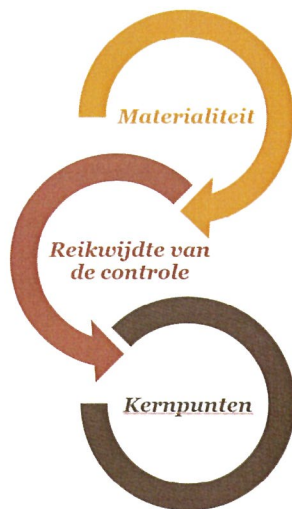 Materialiteit
Reikwijdte van
de controle
Kernpunten